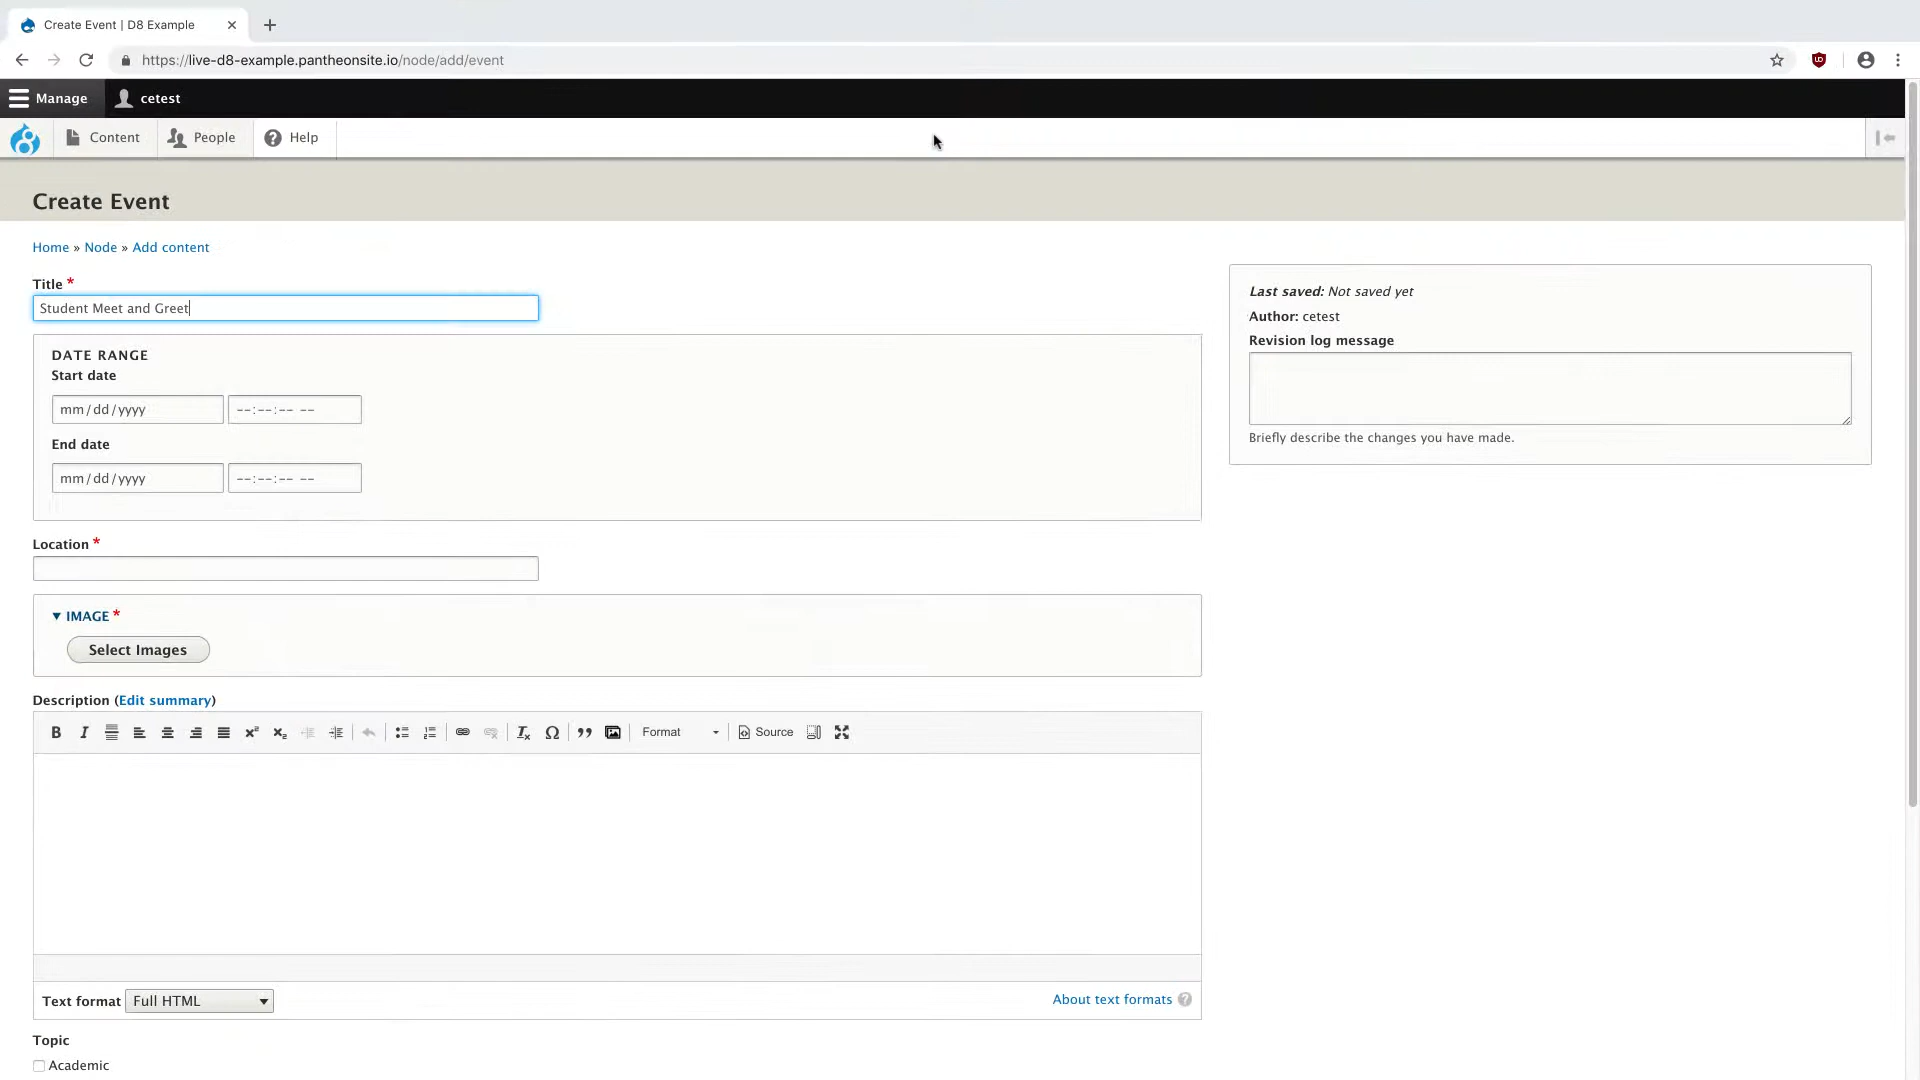 Create Event | D8 Example
https://live-d8-example.pantheonsite.io/node/add/event
Manage cetest
Content People Help
Create Event
Home » Node » Add content
Title *
Student Meet and Greet
DATE RANGE
Start date
mm/dd/yyyy --:--:-- --
End date
mm/dd/yyyy --:--:-- --
Location *
IMAGE *
Select Images
Description (Edit summary)
Format Source
Text format Full HTML
About text formats ?
Topic
Academic
Last saved: Not saved yet
Author: cetest
Revision log message
Briefly describe the changes you have made.